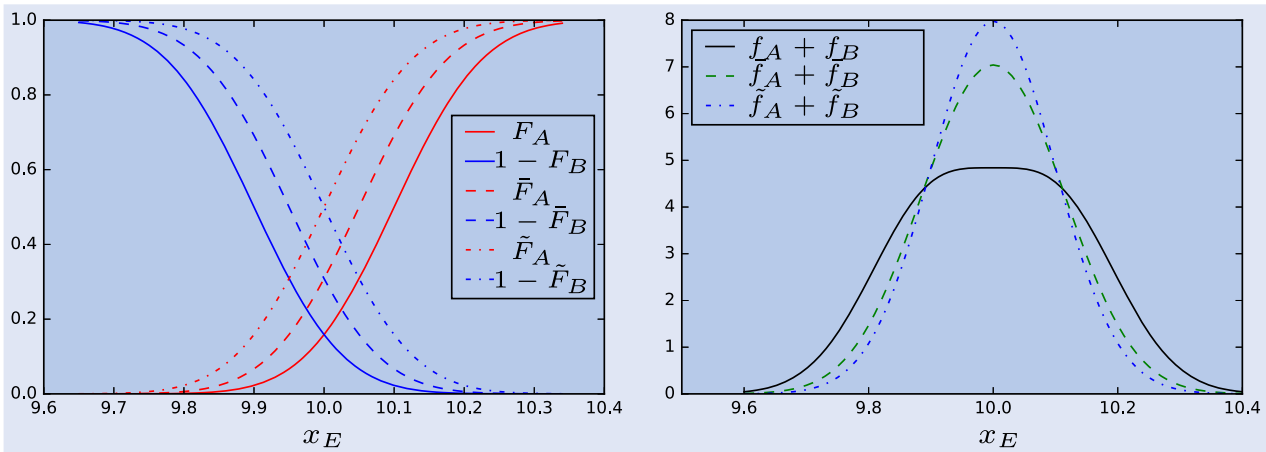 1.0
0.8
0.6
0.4
0.2
0.0
9.6 9.7 9.8 9.9 10.0 10.1 10.2 10.3 10.4
x_E
F_A
1 − F_B
F̄_A
1 − F̄_B
F̃_A
1 − F̃_B
8
7
6
5
4
3
2
1
0
9.6 9.8 10.0 10.2 10.4
x_E
f_A + f_B
f̄_A + f̄_B
f̃_A + f̃_B